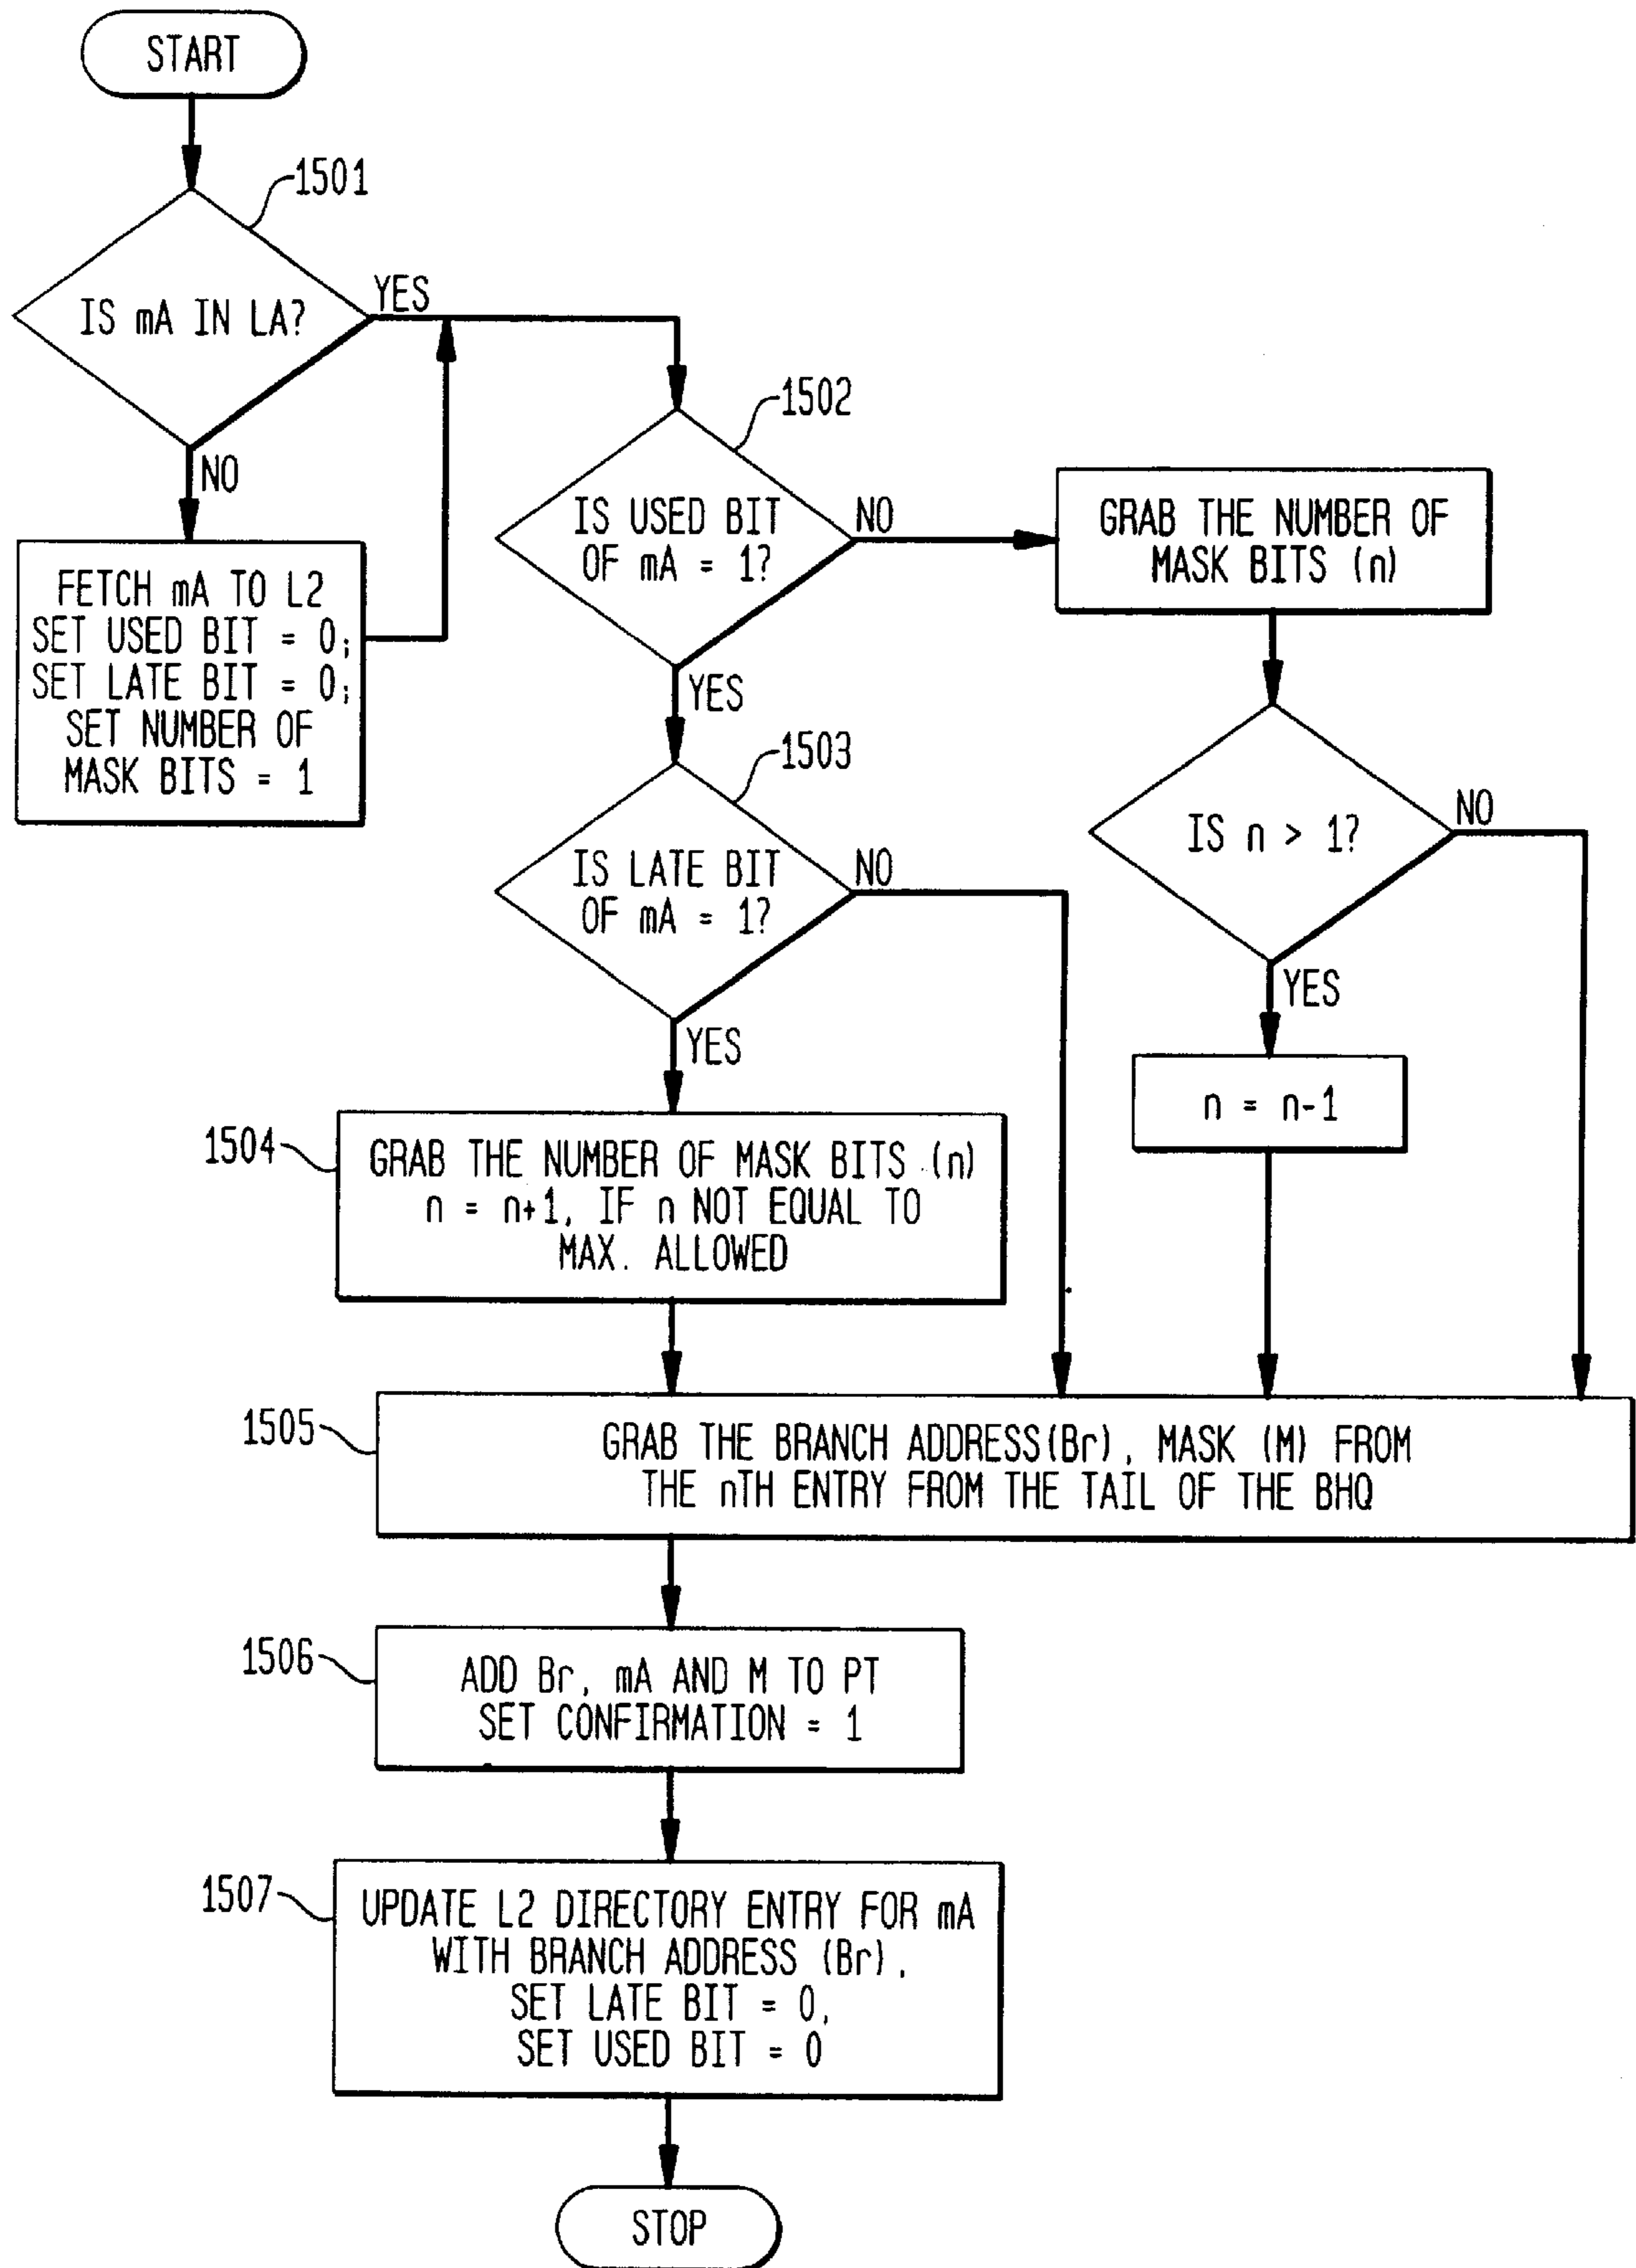 START
1501
IS mA IN LA?
YES
NO
FETCH mA TO L2
SET USED BIT = 0;
SET LATE BIT = 0;
SET NUMBER OF
MASK BITS = 1
1502
IS USED BIT
OF mA = 1?
NO
YES
GRAB THE NUMBER OF
MASK BITS (n)
1503
IS LATE BIT
OF mA = 1?
NO
YES
IS n > 1?
NO
YES
n = n-1
1504
GRAB THE NUMBER OF MASK BITS (n)
n = n+1, IF n NOT EQUAL TO
MAX. ALLOWED
1505
GRAB THE BRANCH ADDRESS(Br), MASK (M) FROM
THE nTH ENTRY FROM THE TAIL OF THE BHQ
1506
ADD Br, mA AND M TO PT
SET CONFIRMATION = 1
1507
UPDATE L2 DIRECTORY ENTRY FOR mA
WITH BRANCH ADDRESS (Br),
SET LATE BIT = 0,
SET USED BIT = 0
STOP